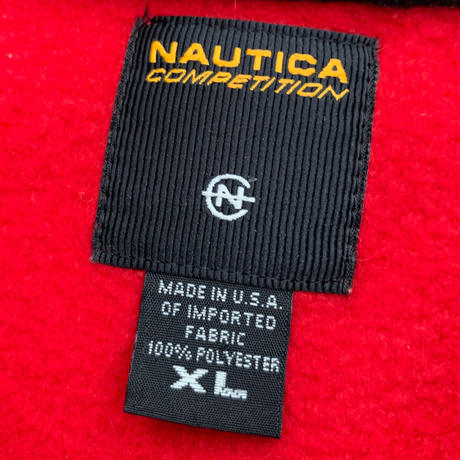 NAUTICA
COMPETITION
N
MADE IN U.S.A.
OF IMPORTED
FABRIC
100% POLYESTER
XL